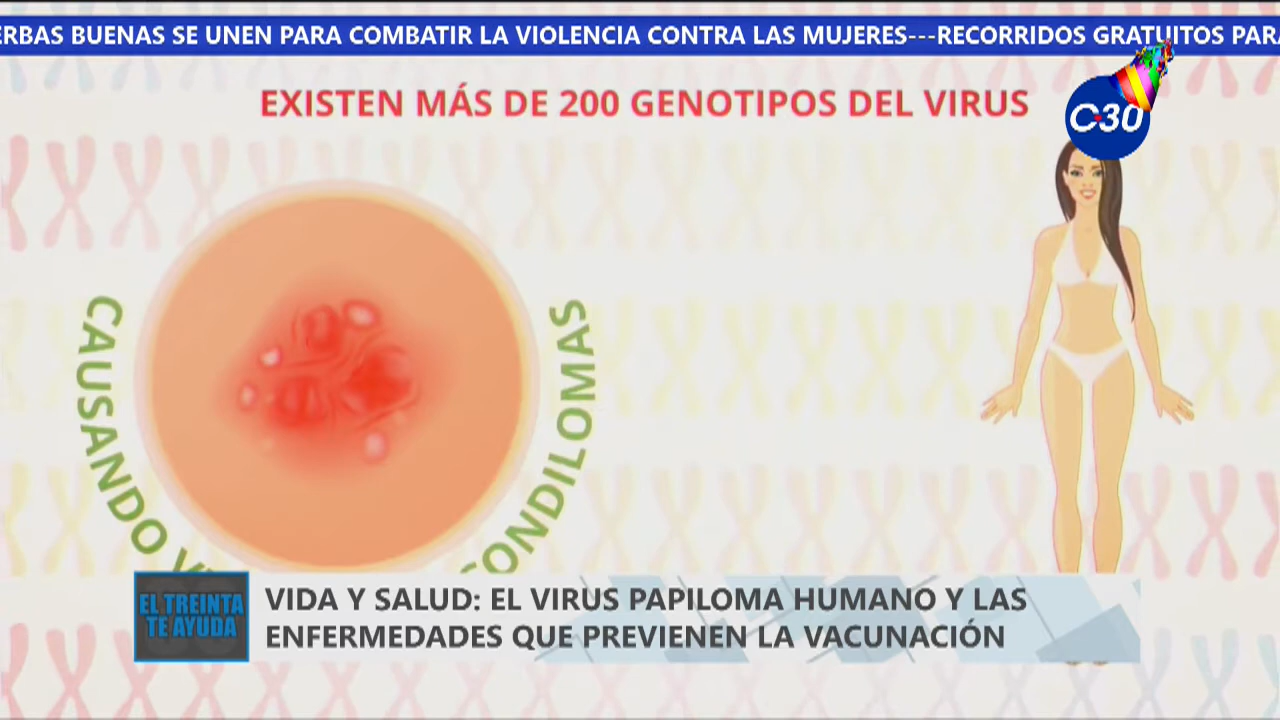 ERBAS BUENAS SE UNEN PARA COMBATIR LA VIOLENCIA CONTRA LAS MUJERES---RECORRIDOS GRATUITOS PARA
EXISTEN MÁS DE 200 GENOTIPOS DEL VIRUS
C30
CAUSANDO
CONDILOMAS
EL TREINTA
TE AYUDA
VIDA Y SALUD: EL VIRUS PAPILOMA HUMANO Y LAS
ENFERMEDADES QUE PREVIENEN LA VACUNACIÓN